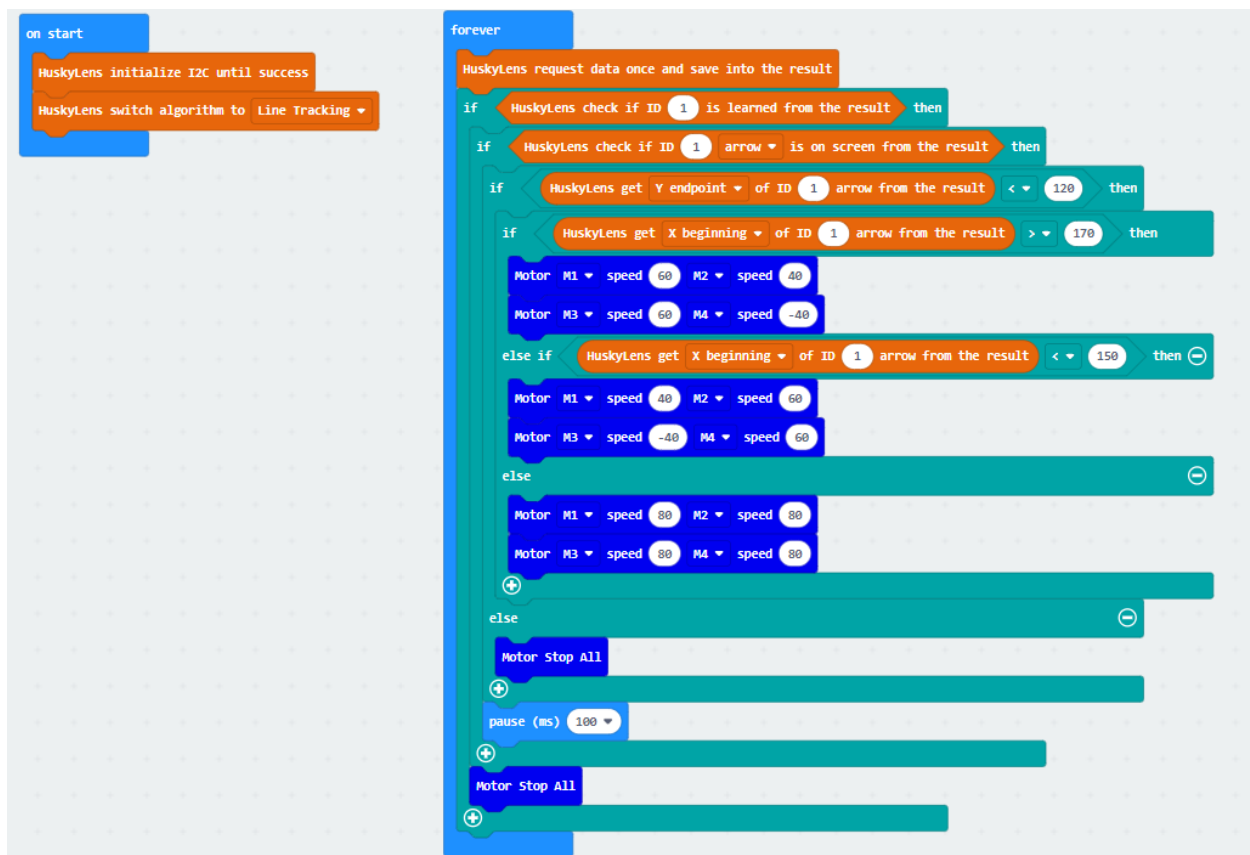 on start
HuskyLens initialize I2C until success
HuskyLens switch algorithm to Line Tracking
forever
HuskyLens request data once and save into the result
if HuskyLens check if ID 1 is learned from the result then
if HuskyLens check if ID 1 arrow is on screen from the result then
if HuskyLens get Y endpoint of ID 1 arrow from the result < 120 then
if HuskyLens get X beginning of ID 1 arrow from the result > 170 then
Motor M1 speed 60 M2 speed 40
Motor M3 speed 60 M4 speed -40
else if HuskyLens get X beginning of ID 1 arrow from the result < 150 then
Motor M1 speed 40 M2 speed 60
Motor M3 speed -40 M4 speed 60
else
Motor M1 speed 80 M2 speed 80
Motor M3 speed 80 M4 speed 80
else
Motor Stop All
pause (ms) 100
Motor Stop All